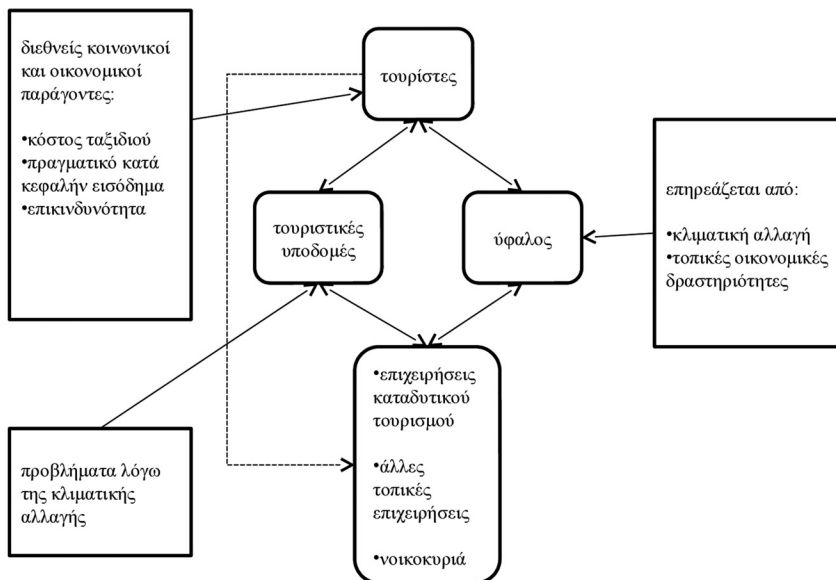 διεθνείς κοινωνικοί
και οικονομικοί
παράγοντες:
•κόστος ταξιδιού
•πραγματικό κατά
κεφαλήν εισόδημα
•επικινδυνότητα
τουρίστες
τουριστικές
υποδομές
ύφαλος
επηρεάζεται από:
•κλιματική αλλαγή
•τοπικές οικονομικές
δραστηριότητες
προβλήματα λόγω
της κλιματικής
αλλαγής
•επιχειρήσεις
καταδυτικού
τουρισμού
•άλλες
τοπικές
επιχειρήσεις
•νοικοκυριά